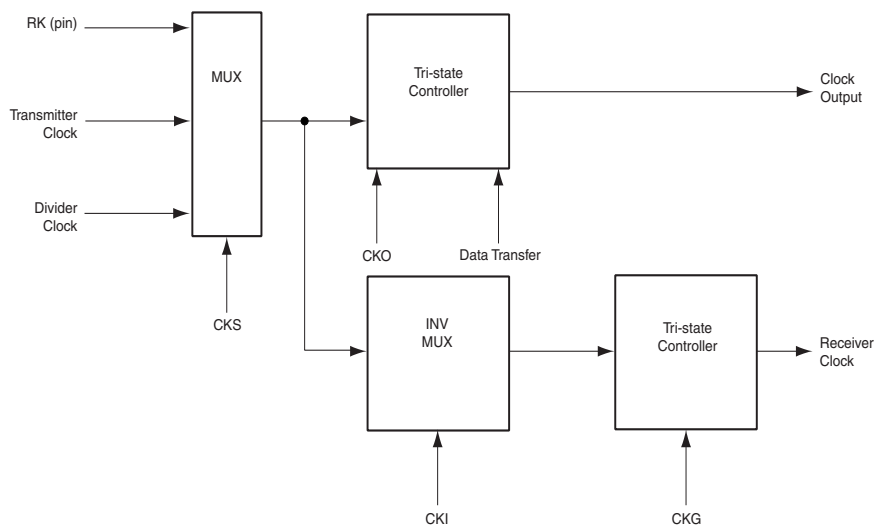 RK (pin)
MUX
Tri-state
Controller
Clock
Output
Transmitter
Clock
Divider
Clock
CKO
Data Transfer
CKS
INV
MUX
Tri-state
Controller
Receiver
Clock
CKI
CKG